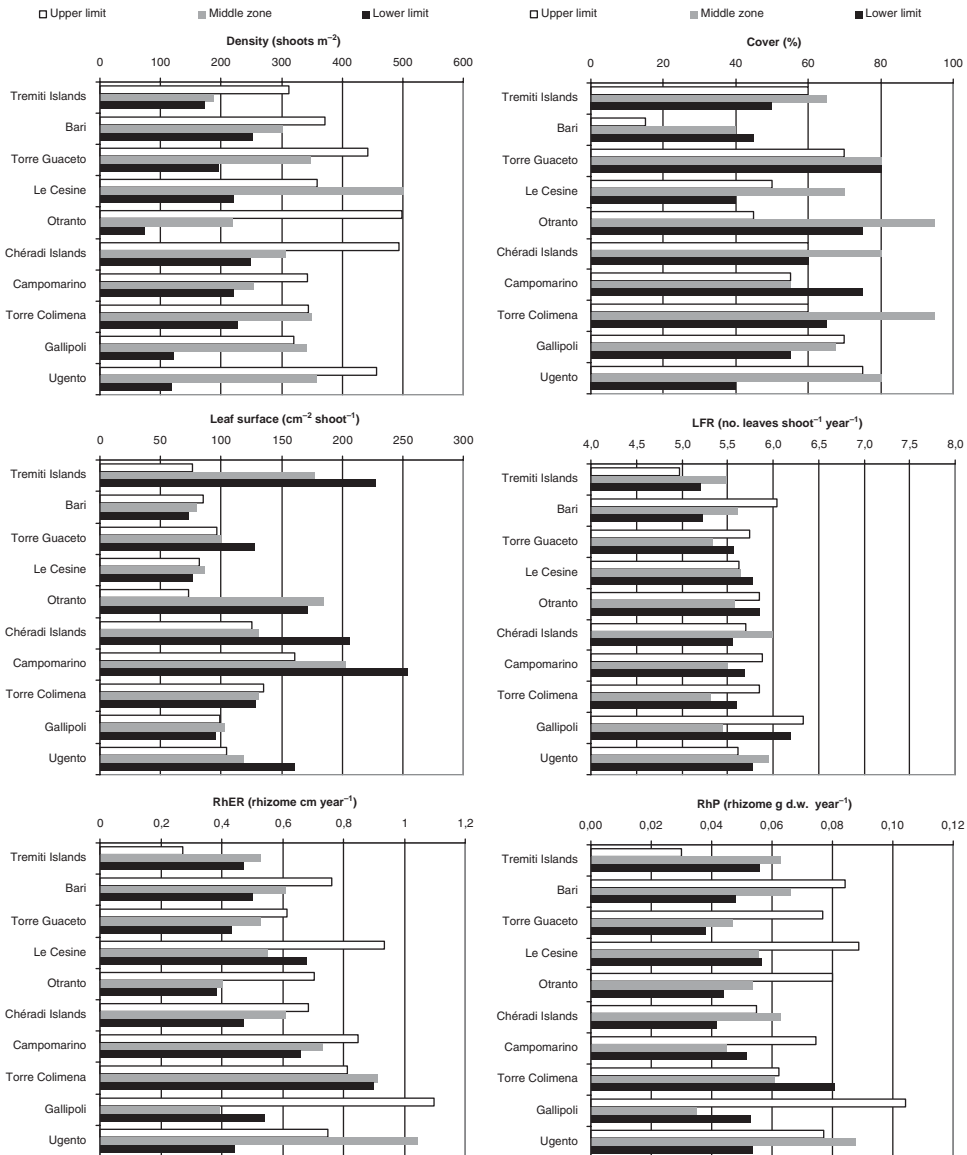 Upper limit Middle zone Lower limit
Density (shoots m⁻²)
0 100 200 300 400 500 600
Tremiti Islands
Bari
Torre Guaceto
Le Cesine
Otranto
Chéradi Islands
Campomarino
Torre Colimena
Gallipoli
Ugento
Upper limit Middle zone Lower limit
Cover (%)
0 20 40 60 80 100
Tremiti Islands
Bari
Torre Guaceto
Le Cesine
Otranto
Chéradi Islands
Campomarino
Torre Colimena
Gallipoli
Ugento
Leaf surface (cm⁻² shoot⁻¹)
0 50 100 150 200 250 300
Tremiti Islands
Bari
Torre Guaceto
Le Cesine
Otranto
Chéradi Islands
Campomarino
Torre Colimena
Gallipoli
Ugento
LFR (no. leaves shoot⁻¹ year⁻¹)
4,0 4,5 5,0 5,5 6,0 6,5 7,0 7,5 8,0
Tremiti Islands
Bari
Torre Guaceto
Le Cesine
Otranto
Chéradi Islands
Campomarino
Torre Colimena
Gallipoli
Ugento
RhER (rhizome cm year⁻¹)
0 0,2 0,4 0,6 0,8 1 1,2
Tremiti Islands
Bari
Torre Guaceto
Le Cesine
Otranto
Chéradi Islands
Campomarino
Torre Colimena
Gallipoli
Ugento
RhP (rhizome g d.w. year⁻¹)
0,00 0,02 0,04 0,06 0,08 0,10 0,12
Tremiti Islands
Bari
Torre Guaceto
Le Cesine
Otranto
Chéradi Islands
Campomarino
Torre Colimena
Gallipoli
Ugento